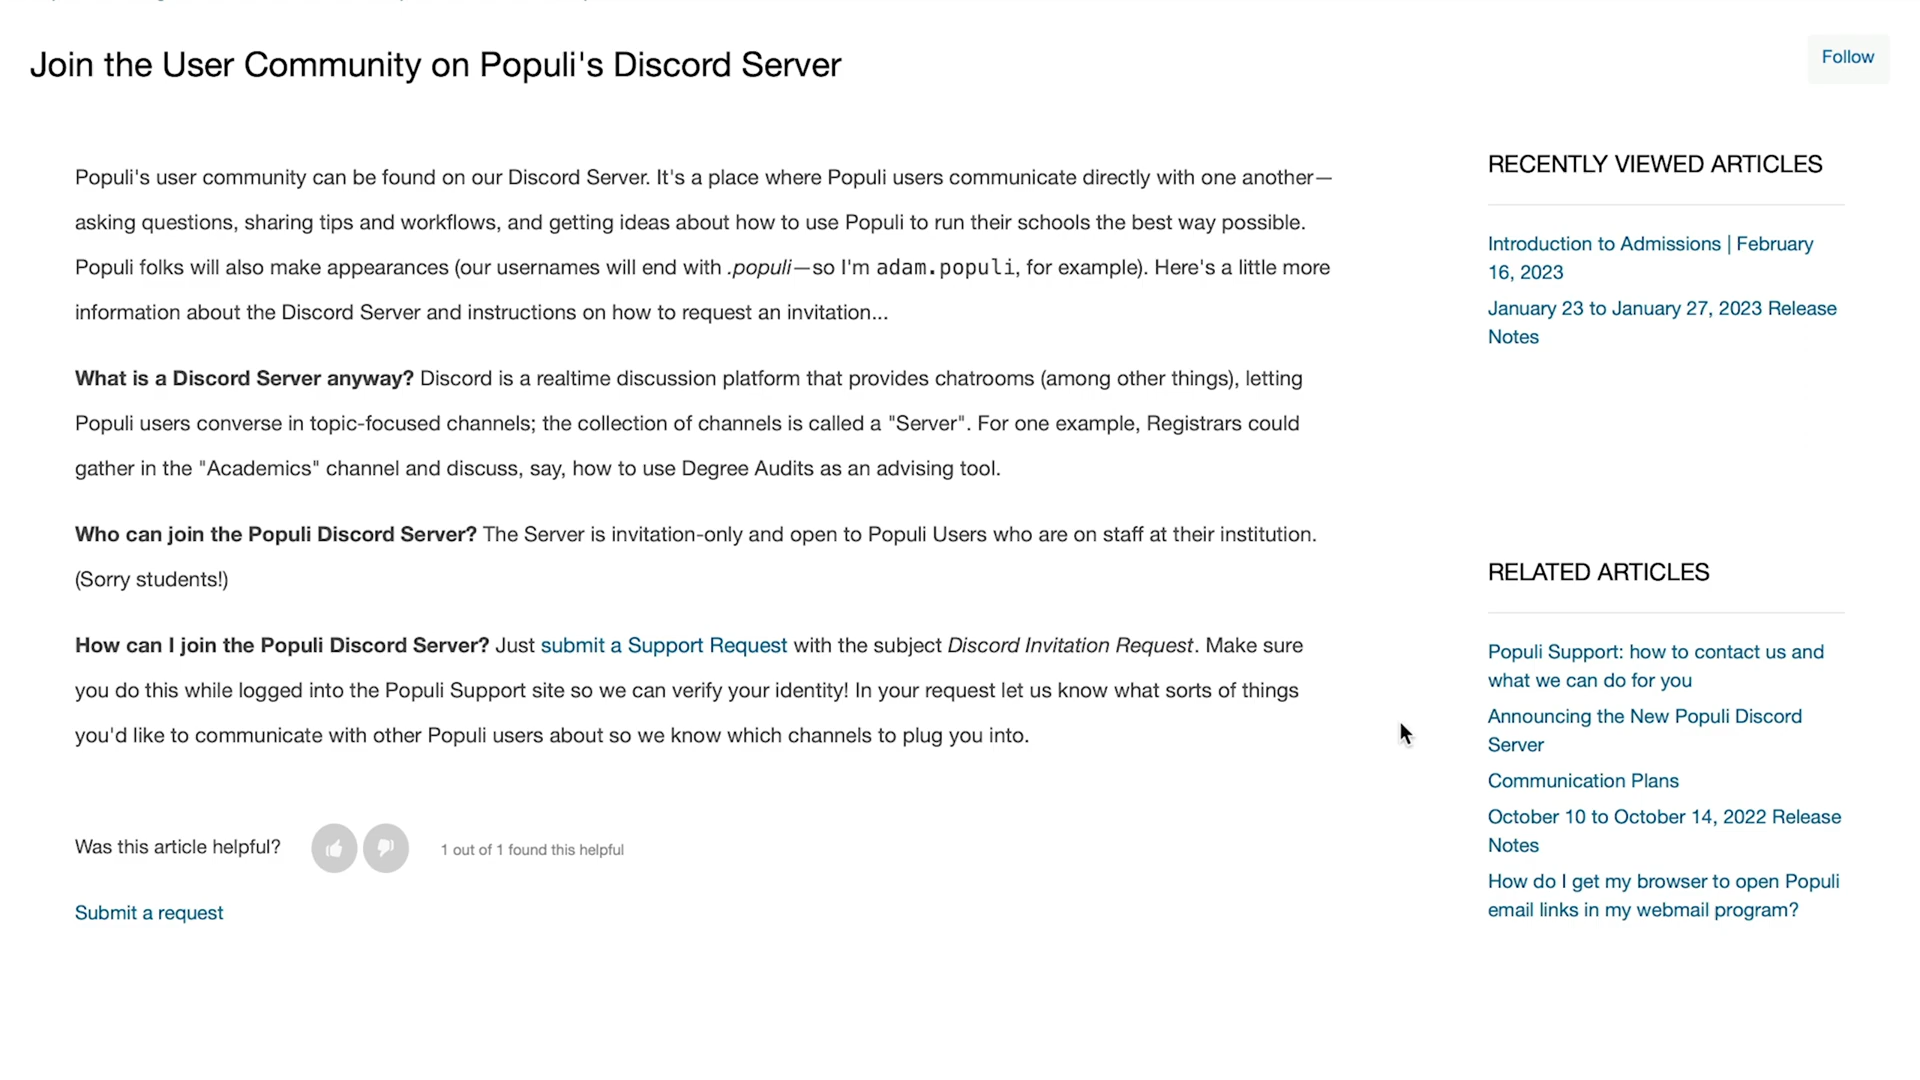 Join the User Community on Populi's Discord Server
Follow
Populi's user community can be found on our Discord Server. It's a place where Populi users communicate directly with one another—
asking questions, sharing tips and workflows, and getting ideas about how to use Populi to run their schools the best way possible.
Populi folks will also make appearances (our usernames will end with .populi—so I'm adam.populi, for example). Here's a little more
information about the Discord Server and instructions on how to request an invitation...
What is a Discord Server anyway? Discord is a realtime discussion platform that provides chatrooms (among other things), letting
Populi users converse in topic-focused channels; the collection of channels is called a "Server". For one example, Registrars could
gather in the "Academics" channel and discuss, say, how to use Degree Audits as an advising tool.
Who can join the Populi Discord Server? The Server is invitation-only and open to Populi Users who are on staff at their institution.
(Sorry students!)
How can I join the Populi Discord Server? Just submit a Support Request with the subject Discord Invitation Request. Make sure
you do this while logged into the Populi Support site so we can verify your identity! In your request let us know what sorts of things
you'd like to communicate with other Populi users about so we know which channels to plug you into.
Was this article helpful?
1 out of 1 found this helpful
Submit a request
RECENTLY VIEWED ARTICLES
Introduction to Admissions | February
16, 2023
January 23 to January 27, 2023 Release
Notes
RELATED ARTICLES
Populi Support: how to contact us and
what we can do for you
Announcing the New Populi Discord
Server
Communication Plans
October 10 to October 14, 2022 Release
Notes
How do I get my browser to open Populi
email links in my webmail program?